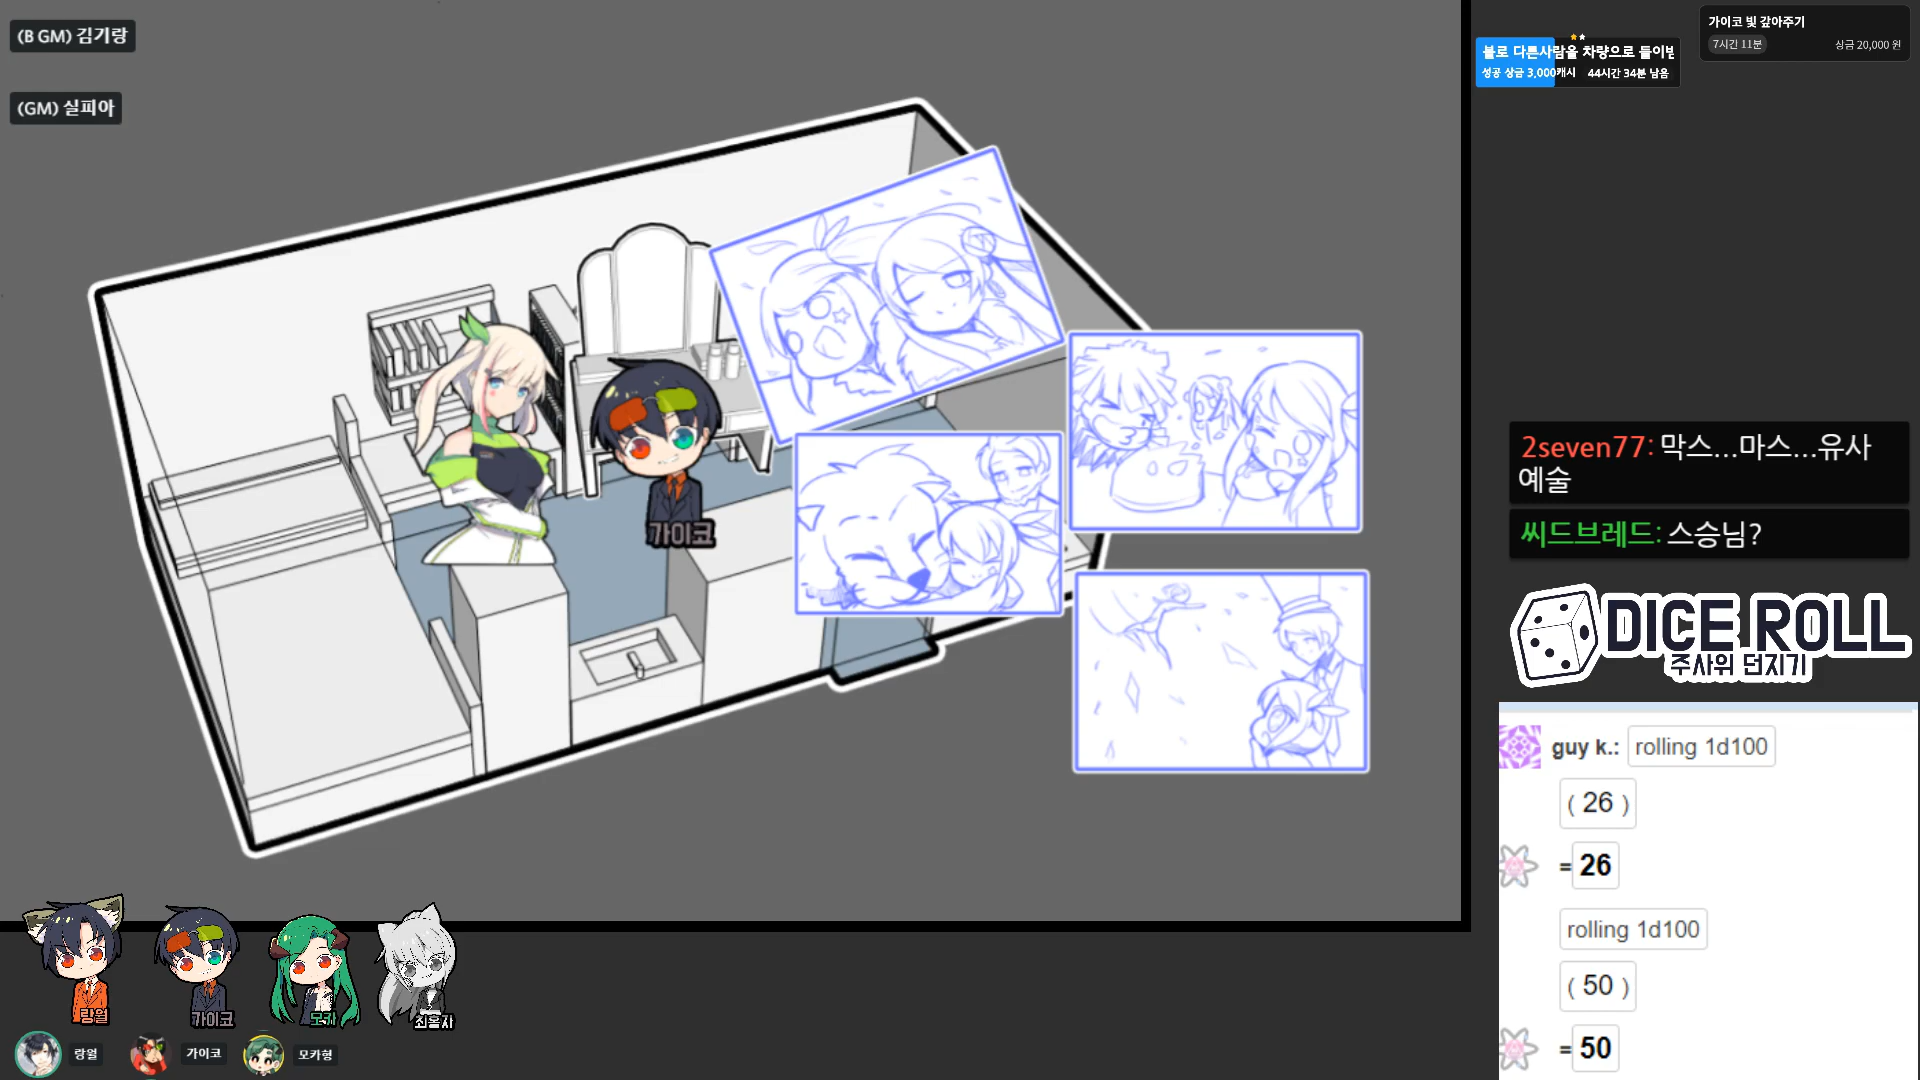 (B GM) 김기랑
(GM) 실피아
가이코
랑월
가이코
모카
최홀자
랑월
가이코
모카형
불로 다른사람을 차량으로 들이받
성공 상금 3,000캐시 44시간 34분 남음
가이코 빛 갚아주기
7시간 11분
상금 20,000 원
2seven77: 막스...마스...유사
예술
씨드브레드: 스승님?
DICE ROLL
주사위 던지기
guy k.: rolling 1d100
( 26 )
= 26
rolling 1d100
( 50 )
= 50